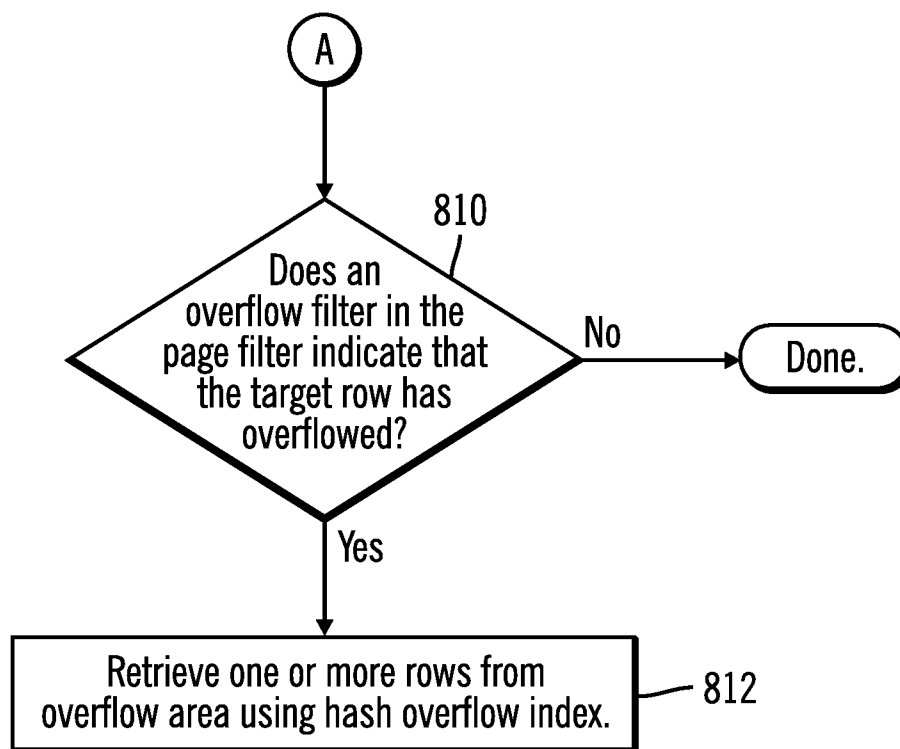 A
810
Does an
overflow filter in the
page filter indicate that
the target row has
overflowed?
No
Done.
Yes
Retrieve one or more rows from
overflow area using hash overflow index.
812